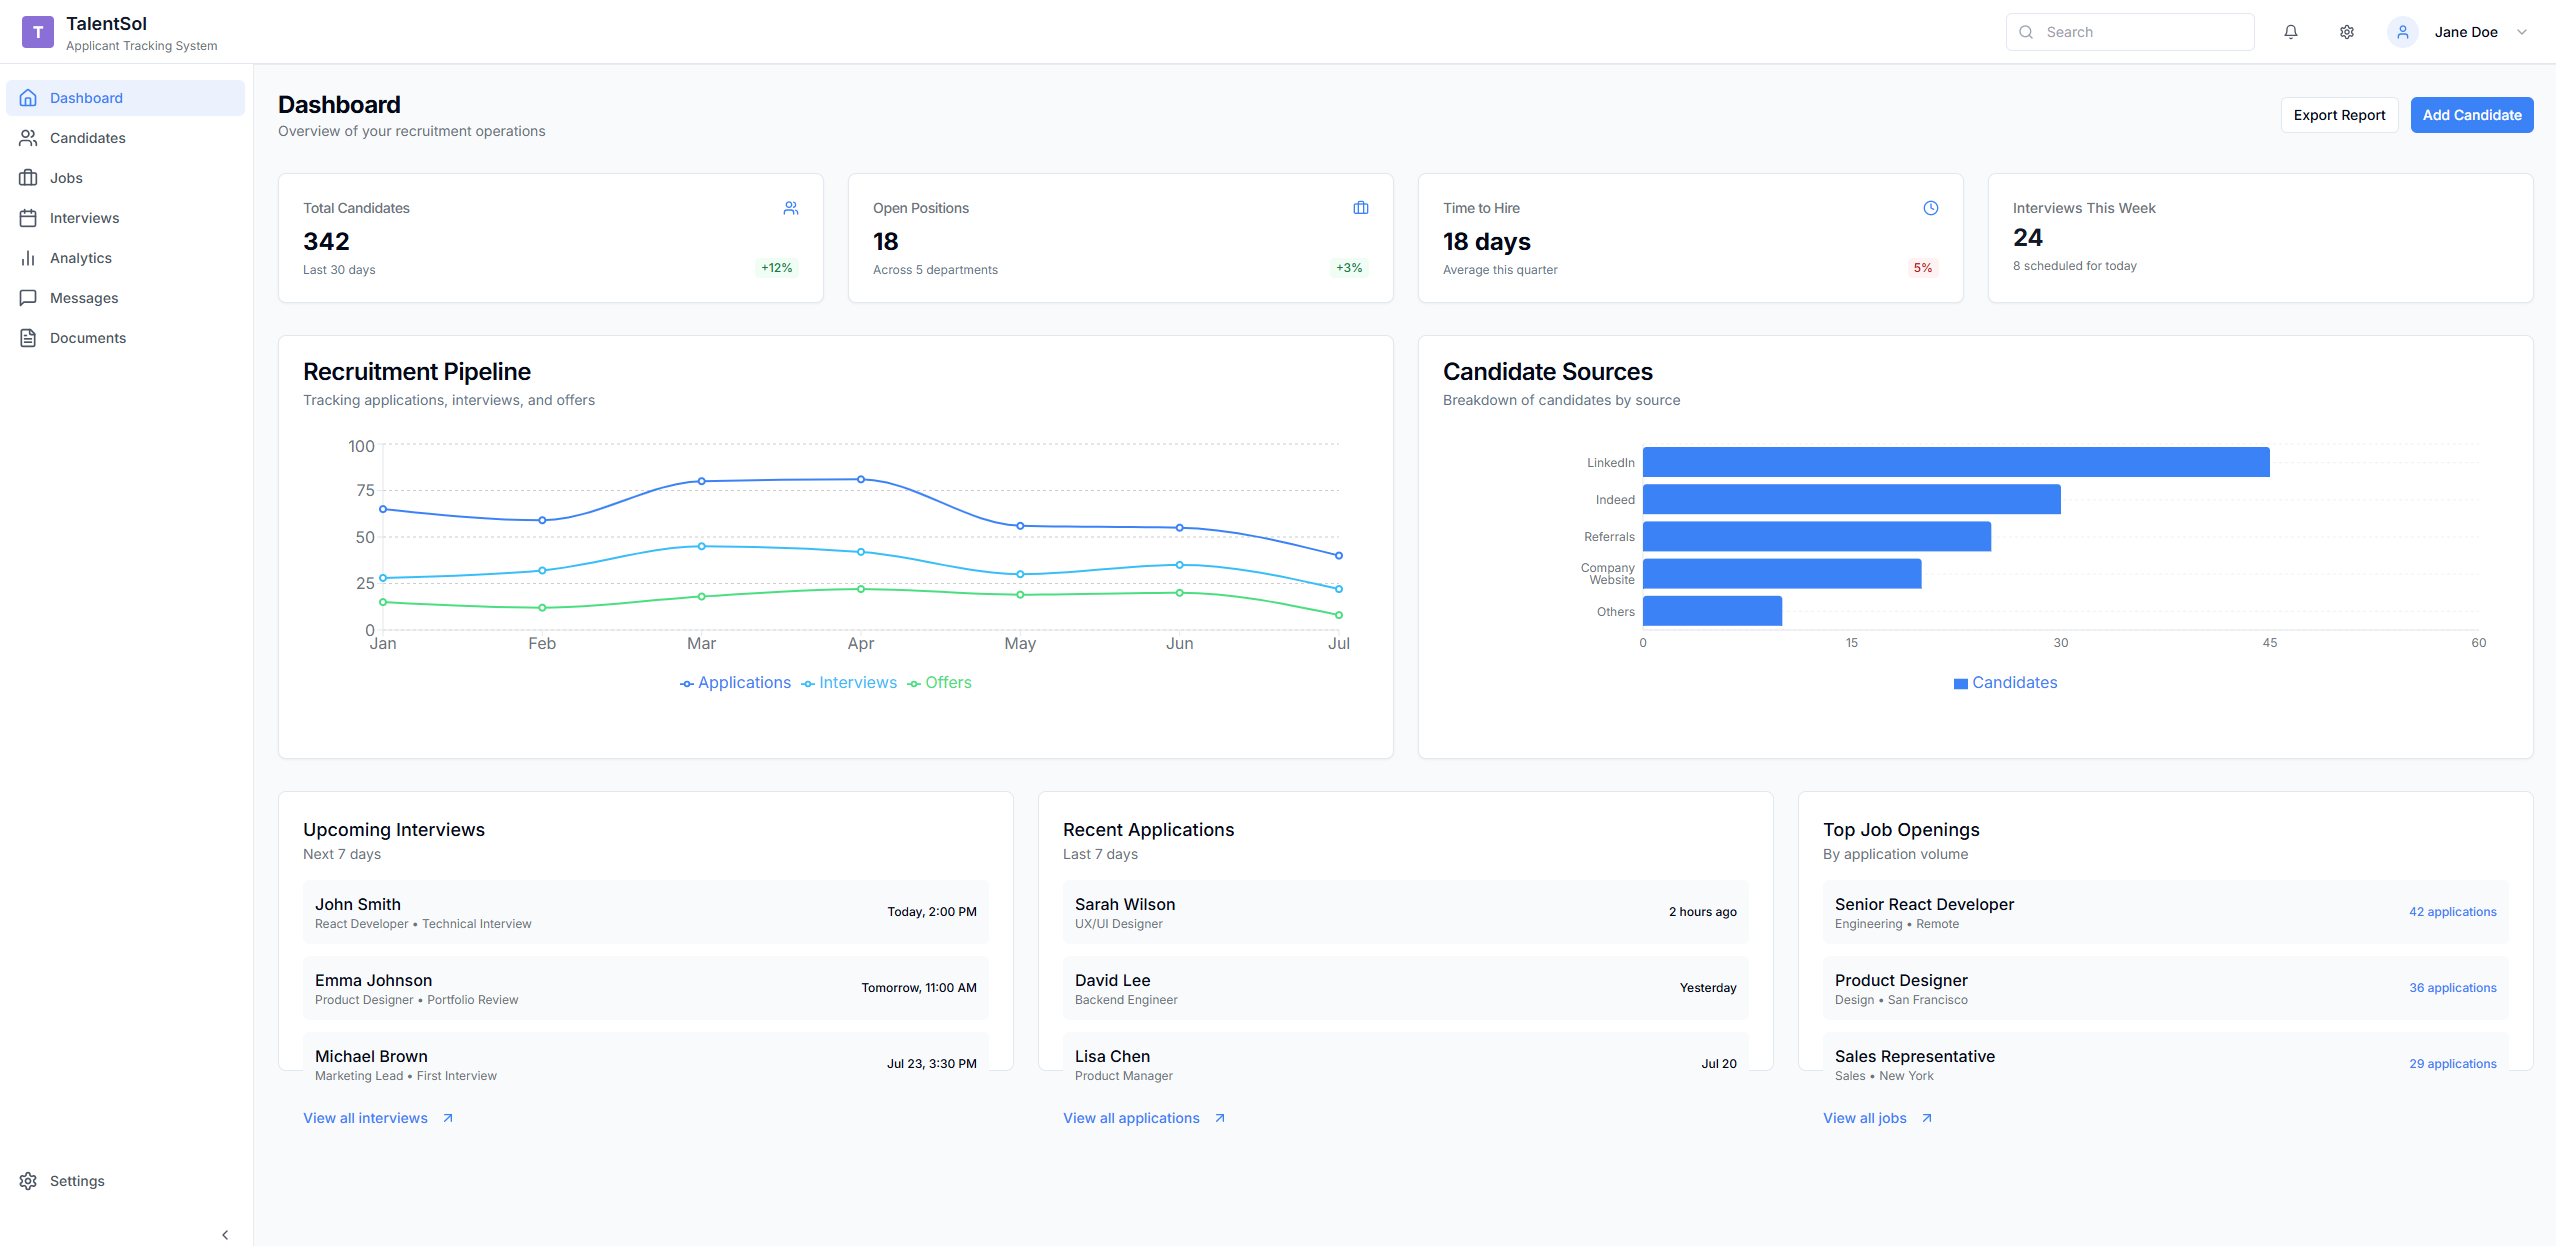 T
TalentSol
Applicant Tracking System
Search
Jane Doe
Dashboard
Candidates
Jobs
Interviews
Analytics
Messages
Documents
Settings
Dashboard
Overview of your recruitment operations
Export Report
Add Candidate
Total Candidates
342
Last 30 days
+12%
Open Positions
18
Across 5 departments
+3%
Time to Hire
18 days
Average this quarter
5%
Interviews This Week
24
8 scheduled for today
Recruitment Pipeline
Tracking applications, interviews, and offers
100
75
50
25
0
Jan Feb Mar Apr May Jun Jul
Applications Interviews Offers
Candidate Sources
Breakdown of candidates by source
LinkedIn
Indeed
Referrals
Company
Website
Others
0 15 30 45 60
Candidates
Upcoming Interviews
Next 7 days
John Smith
React Developer • Technical Interview
Today, 2:00 PM
Emma Johnson
Product Designer • Portfolio Review
Tomorrow, 11:00 AM
Michael Brown
Marketing Lead • First Interview
Jul 23, 3:30 PM
View all interviews
Recent Applications
Last 7 days
Sarah Wilson
UX/UI Designer
2 hours ago
David Lee
Backend Engineer
Yesterday
Lisa Chen
Product Manager
Jul 20
View all applications
Top Job Openings
By application volume
Senior React Developer
Engineering • Remote
42 applications
Product Designer
Design • San Francisco
36 applications
Sales Representative
Sales • New York
29 applications
View all jobs